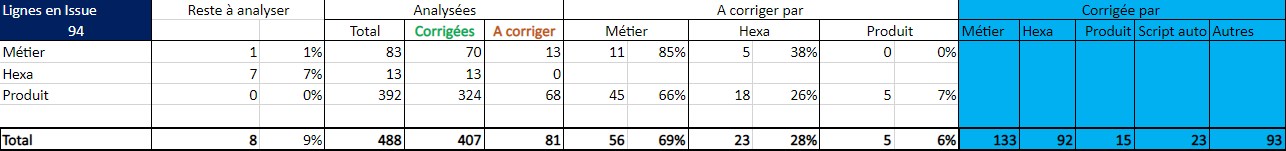 Lignes en Issue Reste à analyser Analysées A corriger par Corrigée par
94 Total Corrigées A corriger Métier Hexa Produit Métier Hexa Produit Script auto Autres
Métier 1 1% 83 70 13 11 85% 5 38% 0 0%
Hexa 7 7% 13 13 0
Produit 0 0% 392 324 68 45 66% 18 26% 5 7%
Total 8 9% 488 407 81 56 69% 23 28% 5 6% 133 92 15 23 93